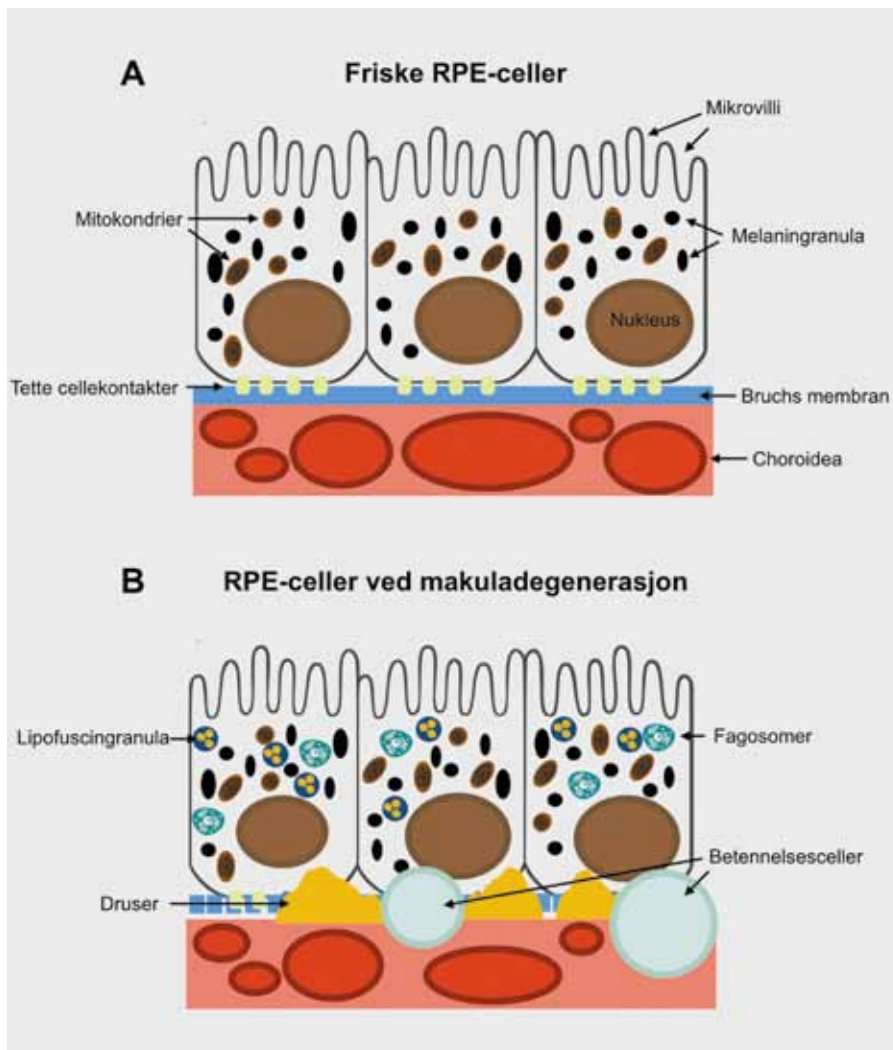 A
Friske RPE-celler
Mikrovilli
Mitokondrier
Melaningranula
Nukleus
Tette cellekontakter
Bruchs membran
Choroidea
B
RPE-celler ved makuladegenerasjon
Lipofuscingranula
Fagosomer
Betennelsesceller
Druser